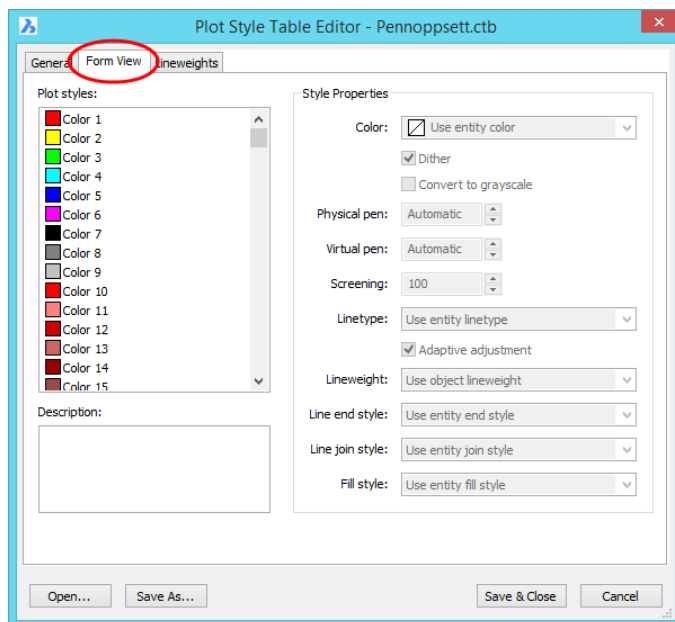 Plot Style Table Editor - Pennoppsett.ctb
General Form View Lineweights
Plot styles:
Color 1
Color 2
Color 3
Color 4
Color 5
Color 6
Color 7
Color 8
Color 9
Color 10
Color 11
Color 12
Color 13
Color 14
Color 15
Description:
Style Properties
Color: Use entity color
Dither
Convert to grayscale
Physical pen: Automatic
Virtual pen: Automatic
Screening: 100
Linetype: Use entity linetype
Adaptive adjustment
Lineweight: Use object lineweight
Line end style: Use entity end style
Line join style: Use entity join style
Fill style: Use entity fill style
Open... Save As... Save & Close Cancel